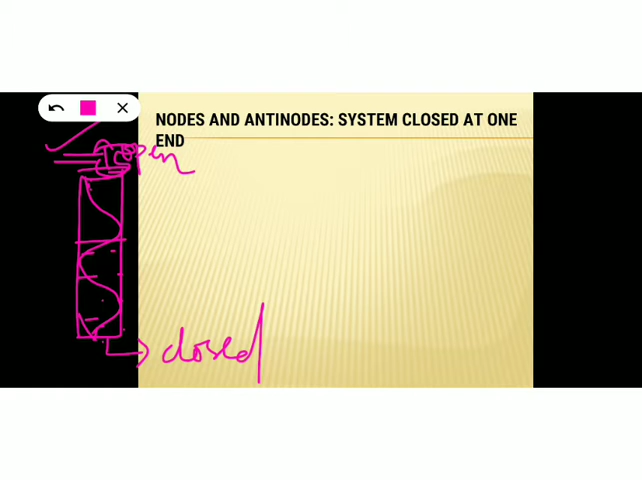 NODES AND ANTINODES: SYSTEM CLOSED AT ONE
END
open
closed